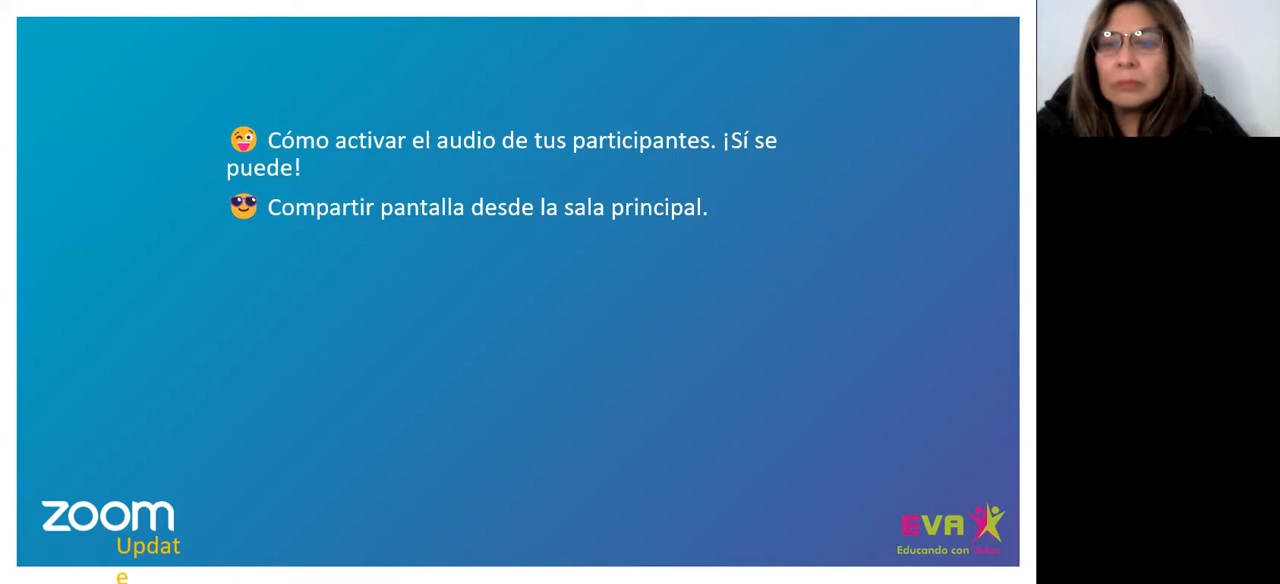 Cómo activar el audio de tus participantes. ¡Sí se
puede!
Compartir pantalla desde la sala principal.
zoom
Updat
e
EVA
Educando con Valor